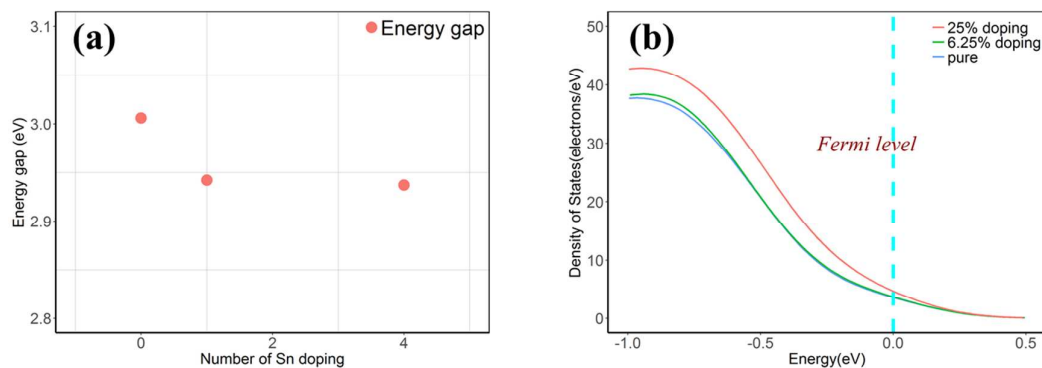 (a)
Energy gap
3.1
3.0
2.9
2.8
Energy gap (eV)
0
2
4
Number of Sn doping
(b)
25% doping
6.25% doping
pure
Fermi level
50
40
30
20
10
0
Density of States(electrons/eV)
-1.0
-0.5
0.0
0.5
Energy(eV)